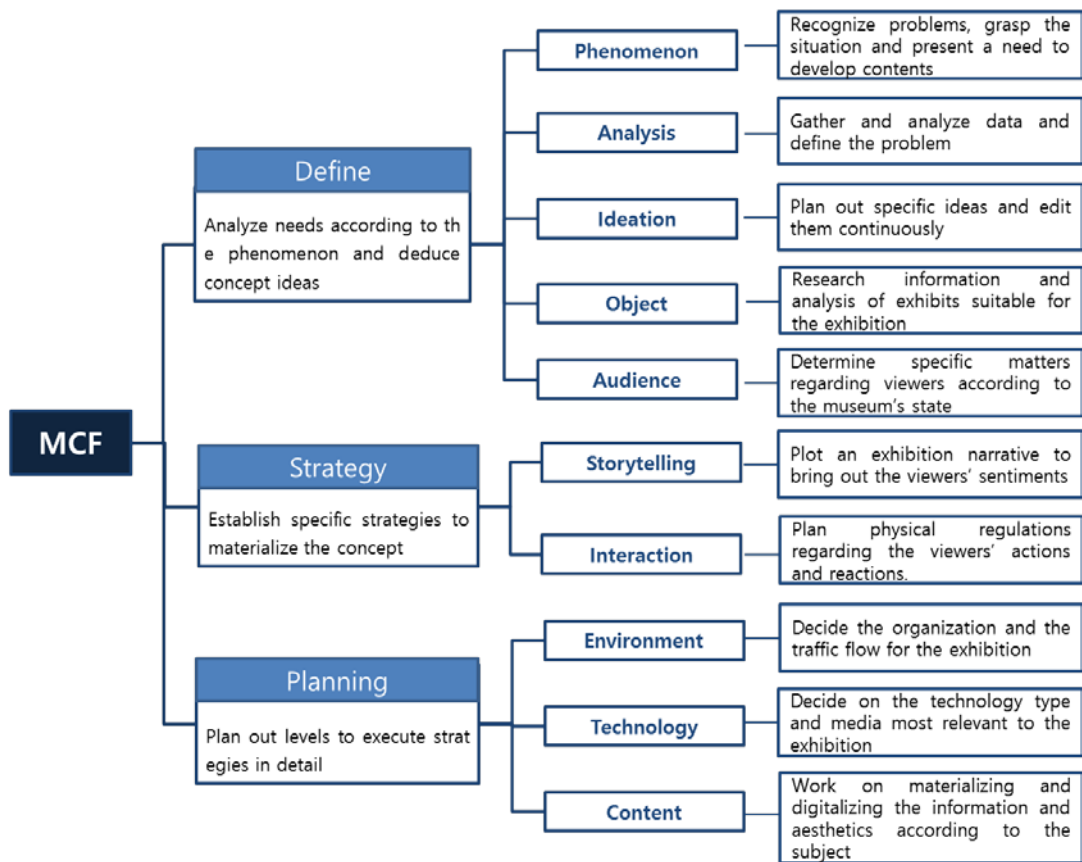 MCF
Define
Analyze needs according to th
e phenomenon and deduce
concept ideas
Phenomenon
Recognize problems, grasp the
situation and present a need to
develop contents
Analysis
Gather and analyze data and
define the problem
Ideation
Plan out specific ideas and edit
them continuously
Object
Research information and
analysis of exhibits suitable for
the exhibition
Audience
Determine specific matters
regarding viewers according to
the museum's state
Strategy
Establish specific strategies to
materialize the concept
Storytelling
Plot an exhibition narrative to
bring out the viewers' sentiments
Interaction
Plan physical regulations
regarding the viewers' actions
and reactions.
Planning
Plan out levels to execute strat
egies in detail
Environment
Decide the organization and the
traffic flow for the exhibition
Technology
Decide on the technology type
and media most relevant to the
exhibition
Content
Work on materializing and
digitalizing the information and
aesthetics according to the
subject